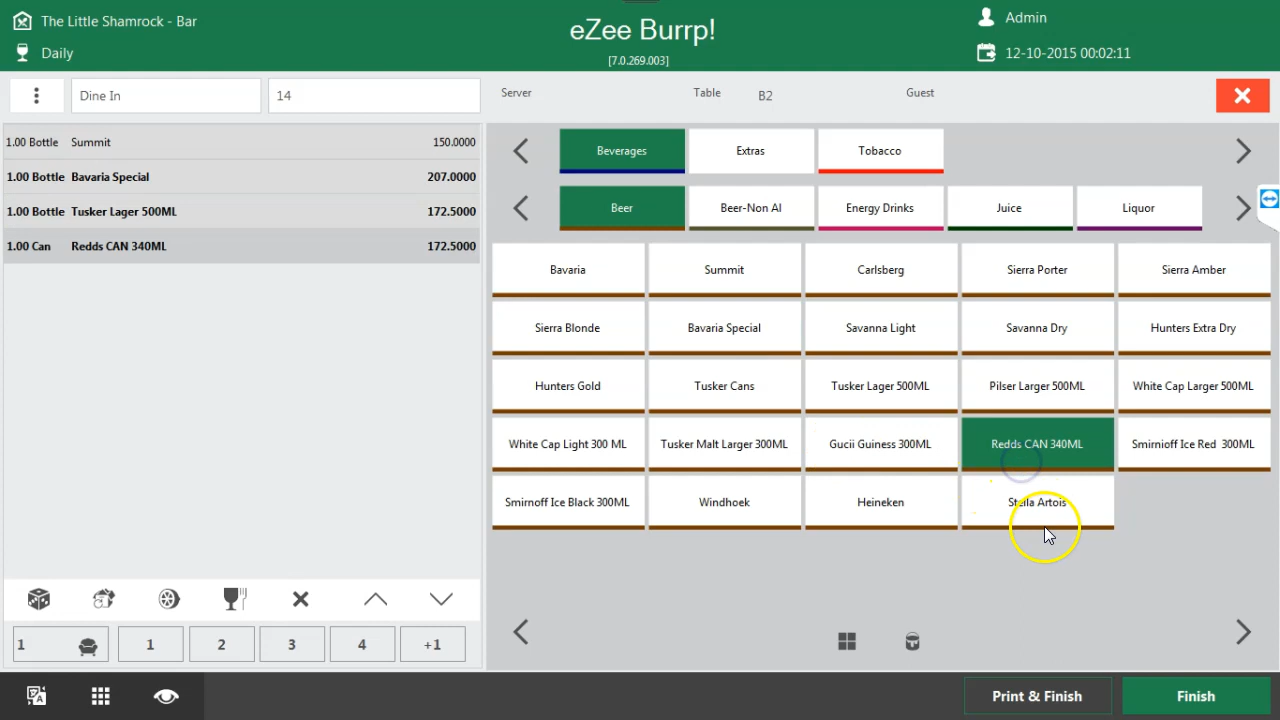 The Little Shamrock - Bar
Daily
eZee Burrp!
[7.0.269.003]
Admin
12-10-2015 00:02:11
Dine In
14
Server
Table
B2
Guest
1.00 Bottle Summit 150.0000
1.00 Bottle Bavaria Special 207.0000
1.00 Bottle Tusker Lager 500ML 172.5000
1.00 Can Redds CAN 340ML 172.5000
Beverages
Extras
Tobacco
Beer
Beer-Non Al
Energy Drinks
Juice
Liquor
Bavaria
Summit
Carlsberg
Sierra Porter
Sierra Amber
Sierra Blonde
Bavaria Special
Savanna Light
Savanna Dry
Hunters Extra Dry
Hunters Gold
Tusker Cans
Tusker Lager 500ML
Pilser Larger 500ML
White Cap Larger 500ML
White Cap Light 300 ML
Tusker Malt Larger 300ML
Gucii Guiness 300ML
Redds CAN 340ML
Smirnioff Ice Red 300ML
Smirnoff Ice Black 300ML
Windhoek
Heineken
Stella Artois
1
1
2
3
4
+1
Print & Finish
Finish